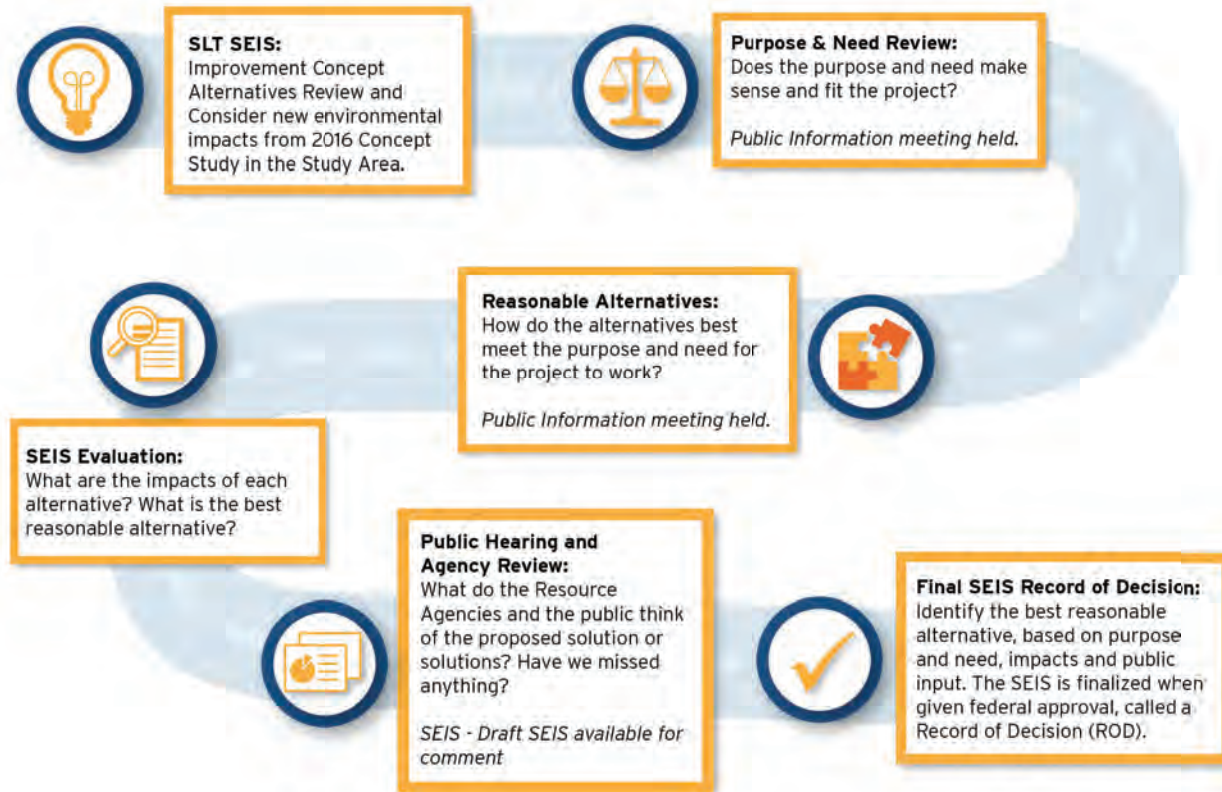 SLT SEIS:
Improvement Concept
Alternatives Review and
Consider new environmental
impacts from 2016 Concept
Study in the Study Area.
Purpose & Need Review:
Does the purpose and need make
sense and fit the project?
Public Information meeting held.
Reasonable Alternatives:
How do the alternatives best
meet the purpose and need for
the project to work?
Public Information meeting held.
SEIS Evaluation:
What are the impacts of each
alternative? What is the best
reasonable alternative?
Public Hearing and
Agency Review:
What do the Resource
Agencies and the public think
of the proposed solution or
solutions? Have we missed
anything?
SEIS - Draft SEIS available for
comment
Final SEIS Record of Decision:
Identify the best reasonable
alternative, based on purpose
and need, impacts and public
input. The SEIS is finalized when
given federal approval, called a
Record of Decision (ROD).